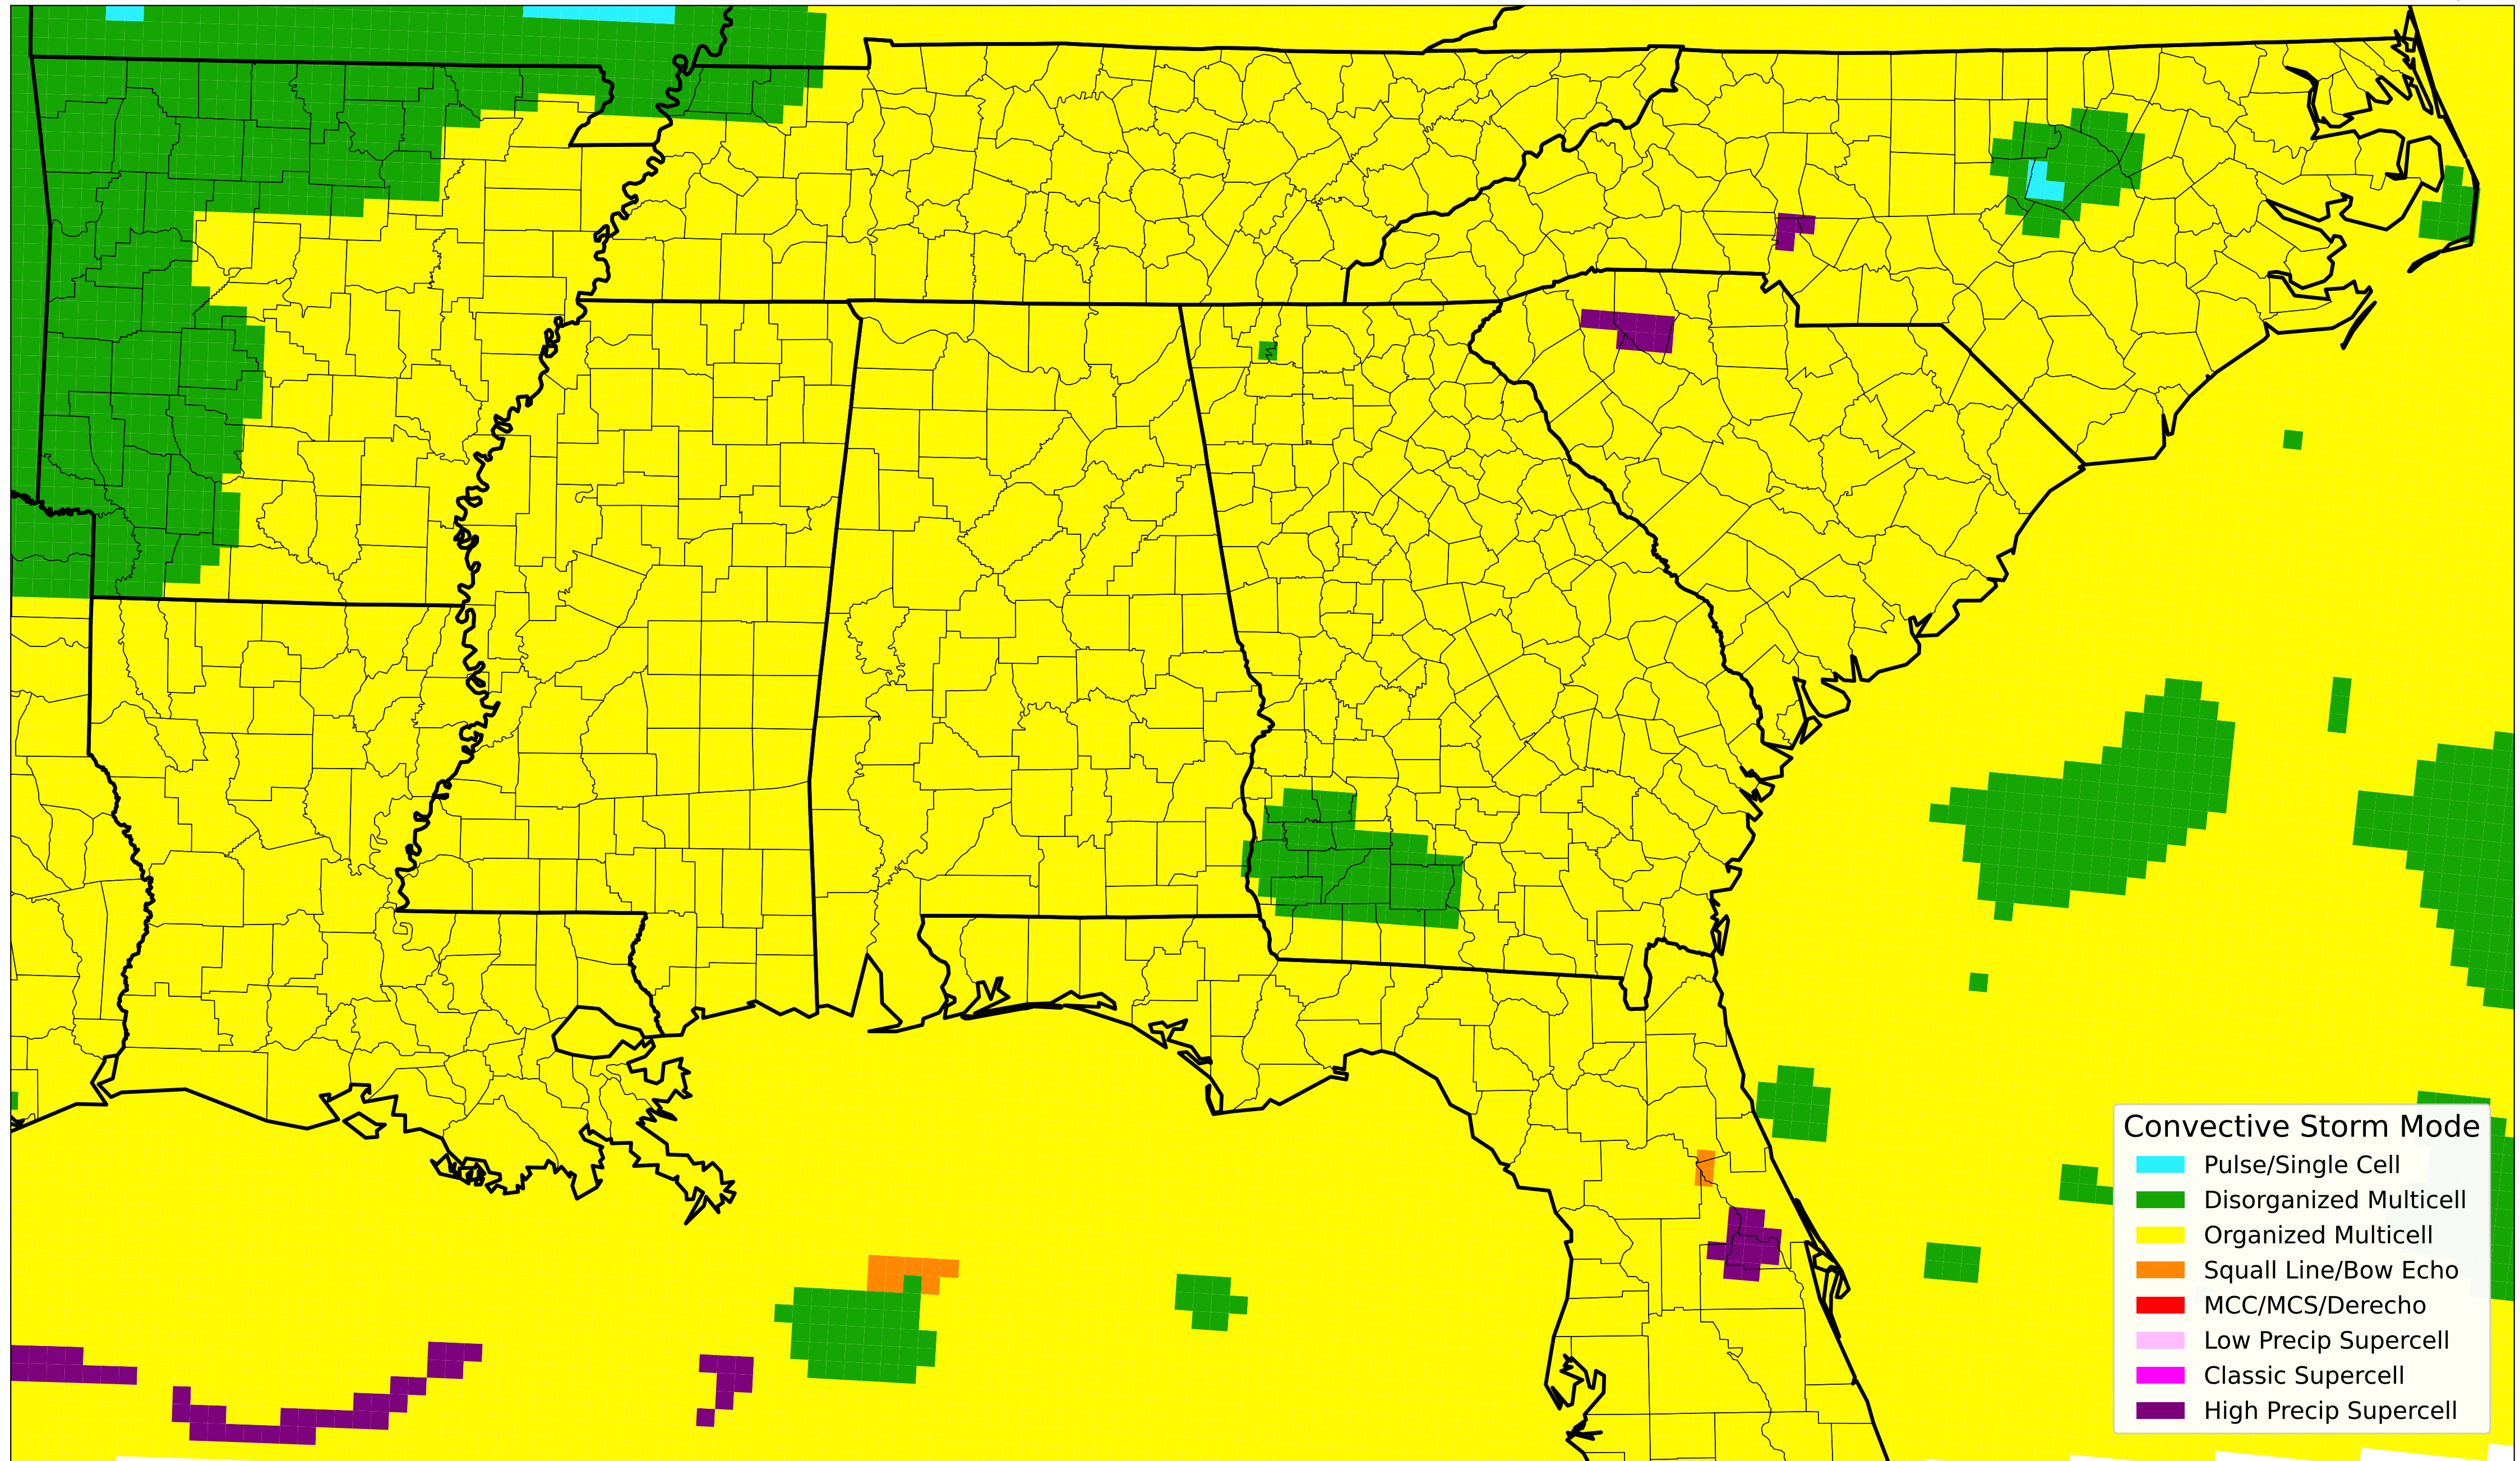 Convective Storm Mode
Pulse/Single Cell
Disorganized Multicell
Organized Multicell
Squall Line/Bow Echo
MCC/MCS/Derecho
Low Precip Supercell
Classic Supercell
High Precip Supercell